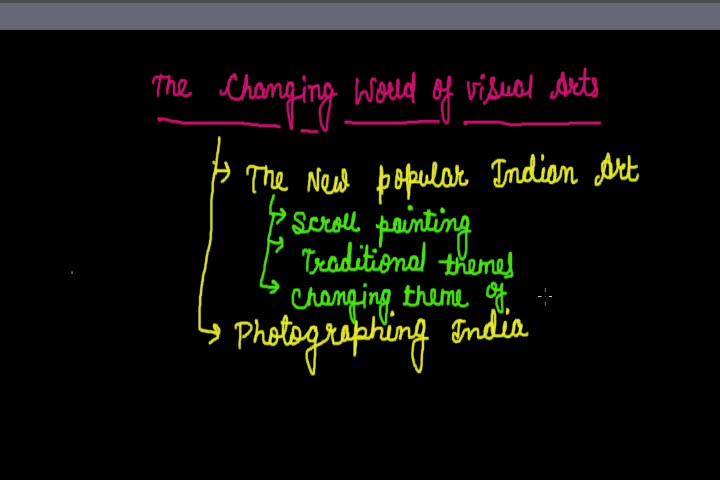 The Changing World of visual Arts
The New popular Indian Art
Scroll painting
Traditional themes
changing theme of
Photographing India